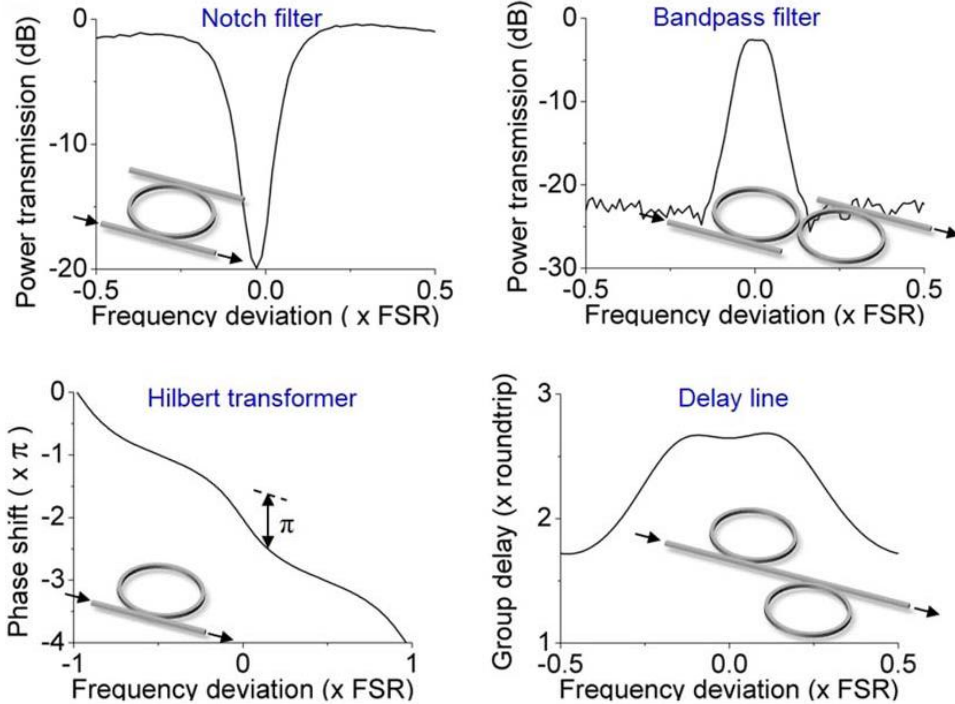 Notch filter
Power transmission (dB)
0
-10
-20
-0.5 0.0 0.5
Frequency deviation ( x FSR)
Bandpass filter
Power transmission (dB)
0
-10
-20
-30
-0.5 0.0 0.5
Frequency deviation (x FSR)
Hilbert transformer
Phase shift ( x π)
0
-1
-2
-3
-4
π
-1 0 1
Frequency deviation (x FSR)
Delay line
Group delay (x roundtrip)
3
2
1
-0.5 0.0 0.5
Frequency deviation (x FSR)